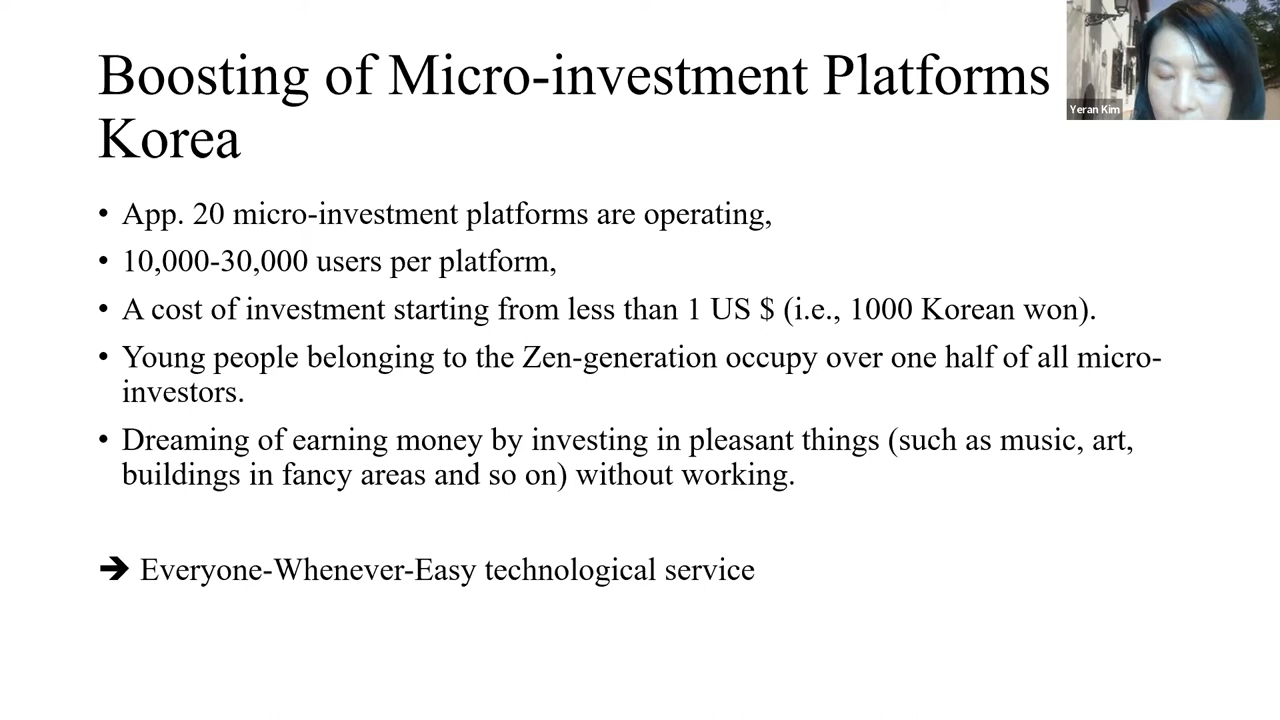 Boosting of Micro-investment Platforms
Korea
Yeran Kim
• App. 20 micro-investment platforms are operating,
• 10,000-30,000 users per platform,
• A cost of investment starting from less than 1 US $ (i.e., 1000 Korean won).
• Young people belonging to the Zen-generation occupy over one half of all micro-
investors.
• Dreaming of earning money by investing in pleasant things (such as music, art,
buildings in fancy areas and so on) without working.
➔ Everyone-Whenever-Easy technological service